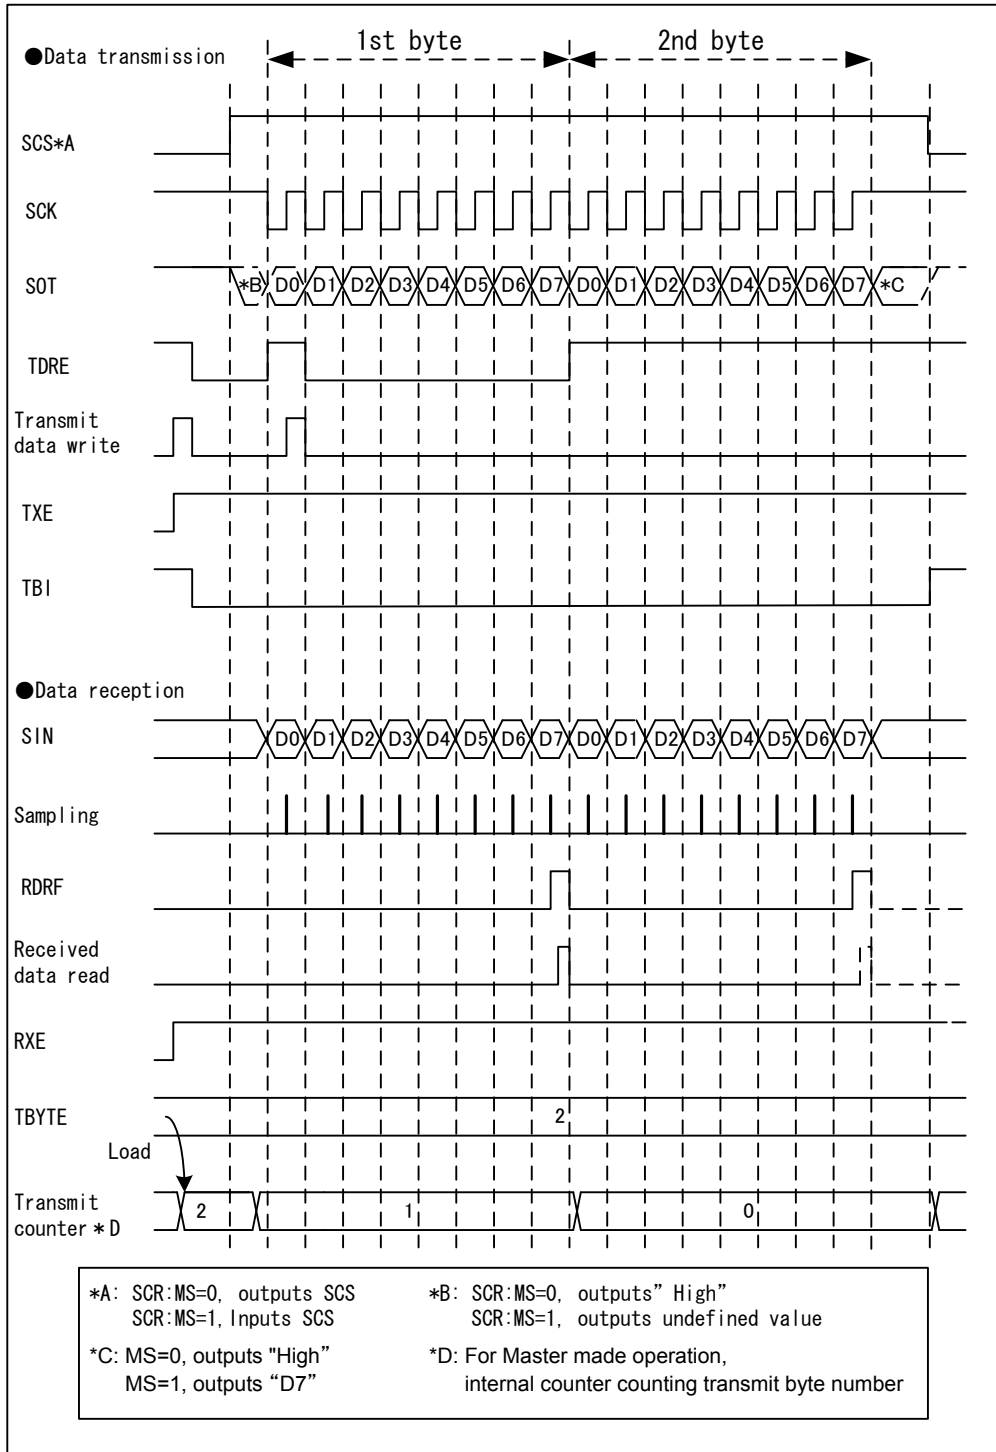 1st byte 2nd byte
●Data transmission
SCS*A
SCK
SOT *B D0 D1 D2 D3 D4 D5 D6 D7 D0 D1 D2 D3 D4 D5 D6 D7 *C
TDRE
Transmit
data write
TXE
TBI
●Data reception
SIN D0 D1 D2 D3 D4 D5 D6 D7 D0 D1 D2 D3 D4 D5 D6 D7
Sampling
RDRF
Received
data read
RXE
TBYTE 2
Load
Transmit
counter *D 2 1 0
*A: SCR:MS=0, outputs SCS
SCR:MS=1, Inputs SCS
*B: SCR:MS=0, outputs” High”
SCR:MS=1, outputs undefined value
*C: MS=0, outputs "High”
MS=1, outputs “D7”
*D: For Master made operation,
internal counter counting transmit byte number